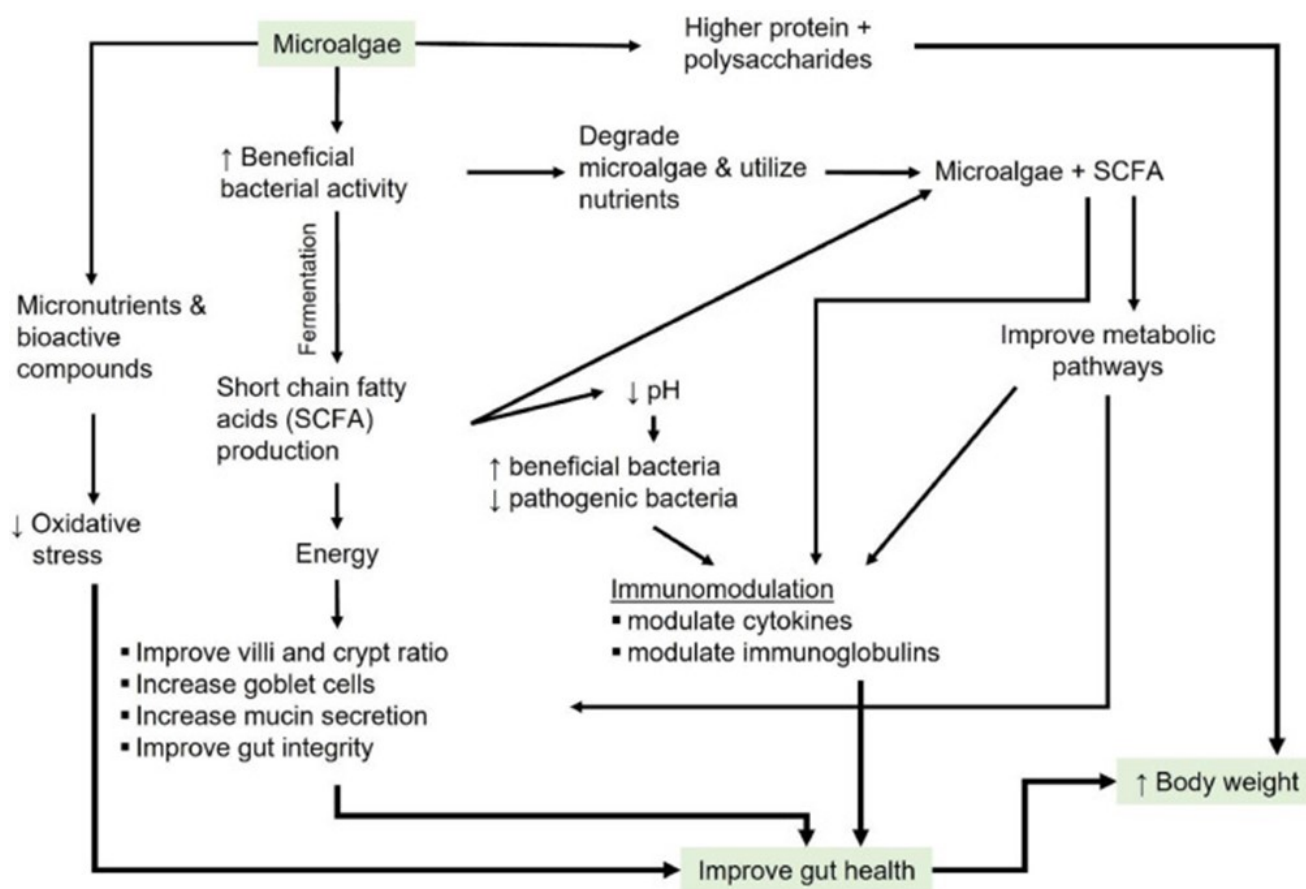 Microalgae
Higher protein +
polysaccharides
↑ Beneficial
bacterial activity
Degrade
microalgae & utilize
nutrients
Microalgae + SCFA
Fermentation
Micronutrients &
bioactive
compounds
Short chain fatty
acids (SCFA)
production
↓ pH
Improve metabolic
pathways
↑ beneficial bacteria
↓ pathogenic bacteria
↓ Oxidative
stress
Energy
Immunomodulation
▪ modulate cytokines
▪ modulate immunoglobulins
▪ Improve villi and crypt ratio
▪ Increase goblet cells
▪ Increase mucin secretion
▪ Improve gut integrity
↑ Body weight
Improve gut health